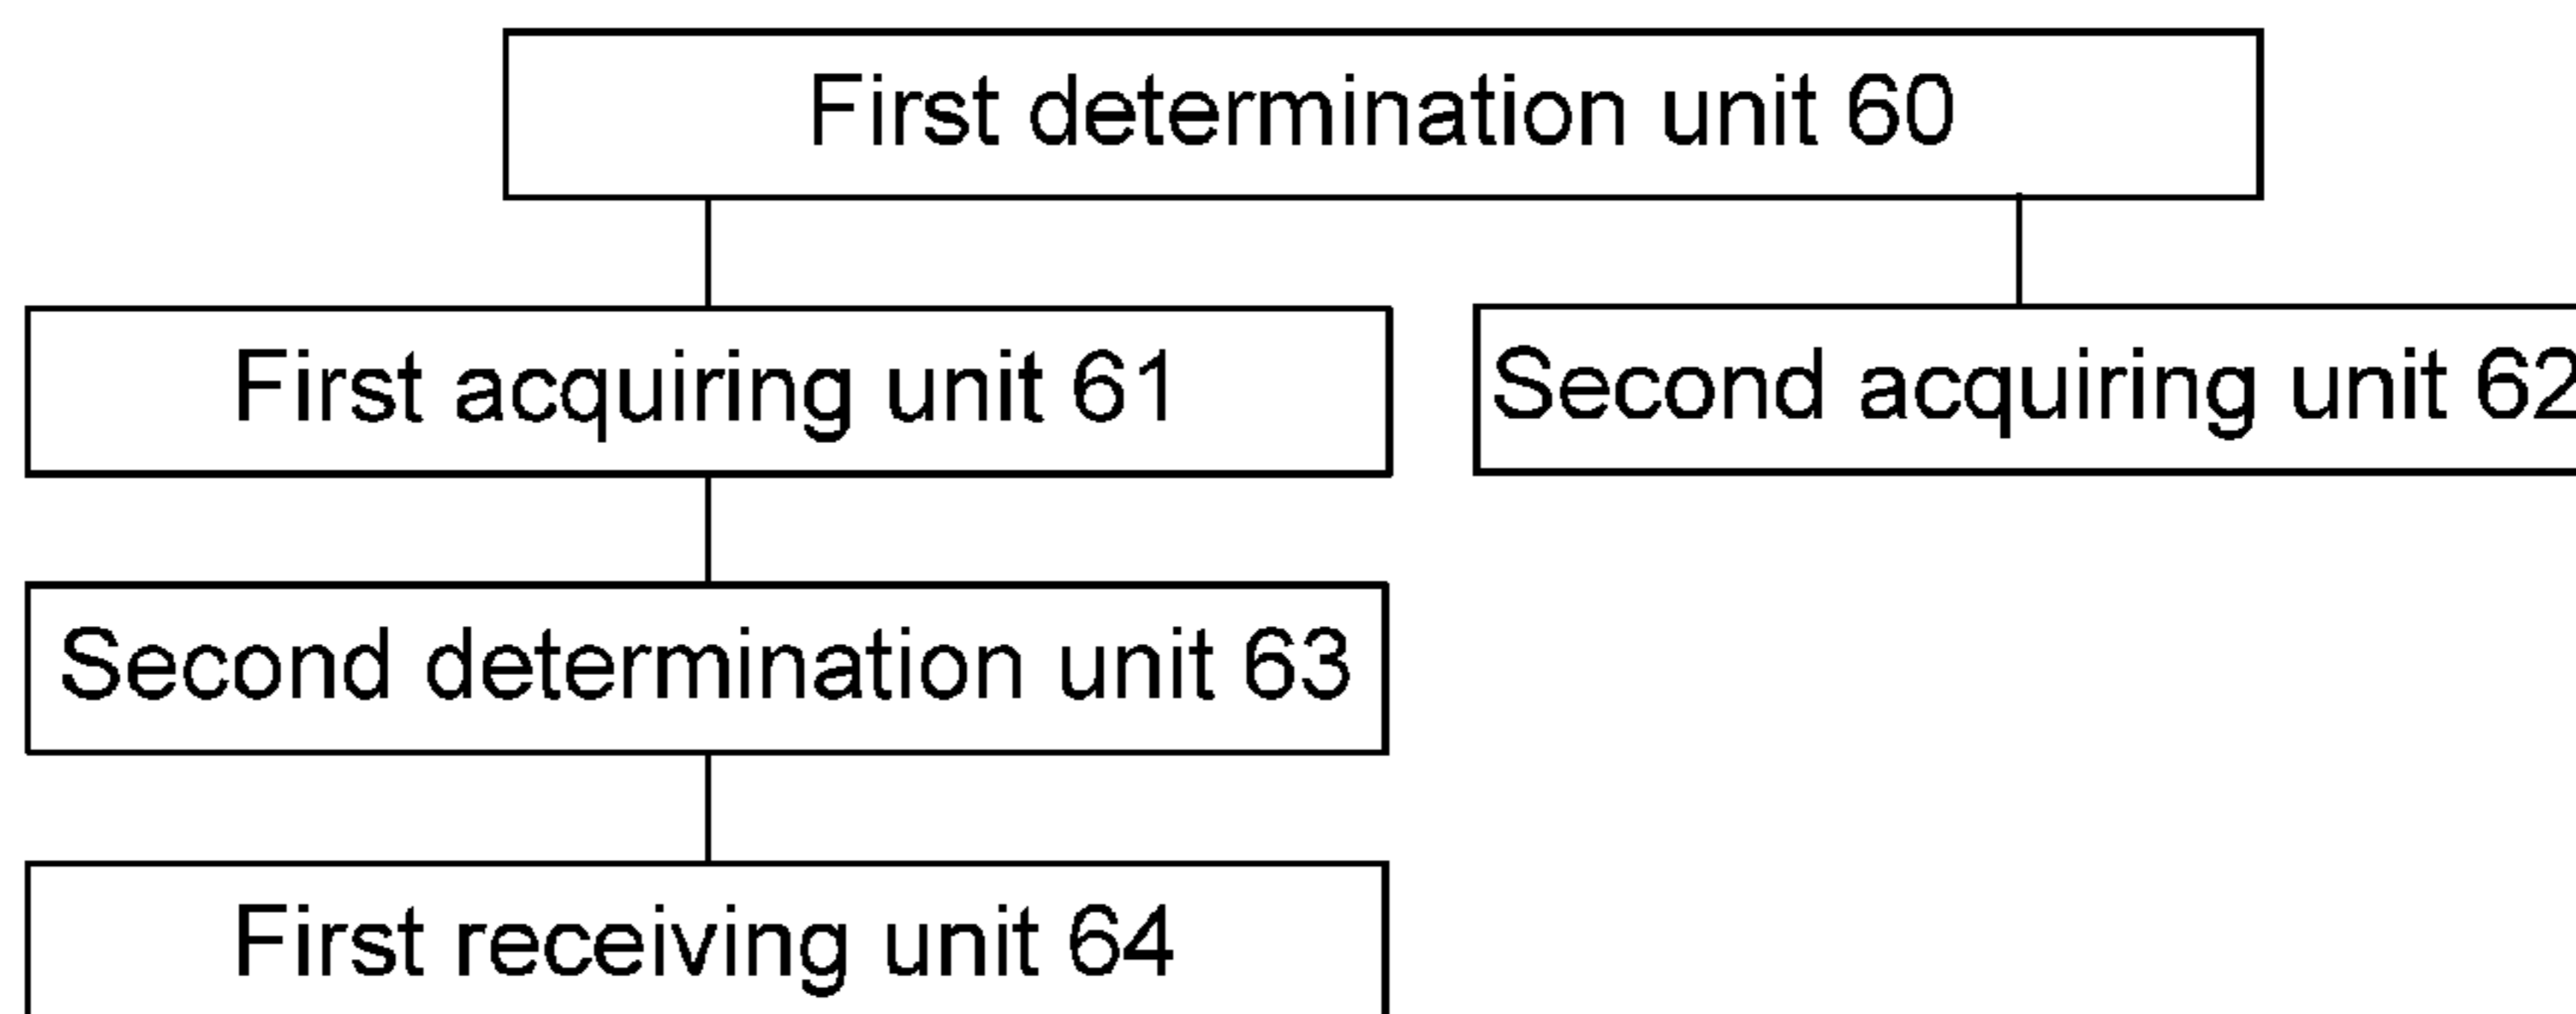 First determination unit 60
First acquiring unit 61
Second acquiring unit 62
Second determination unit 63
First receiving unit 64